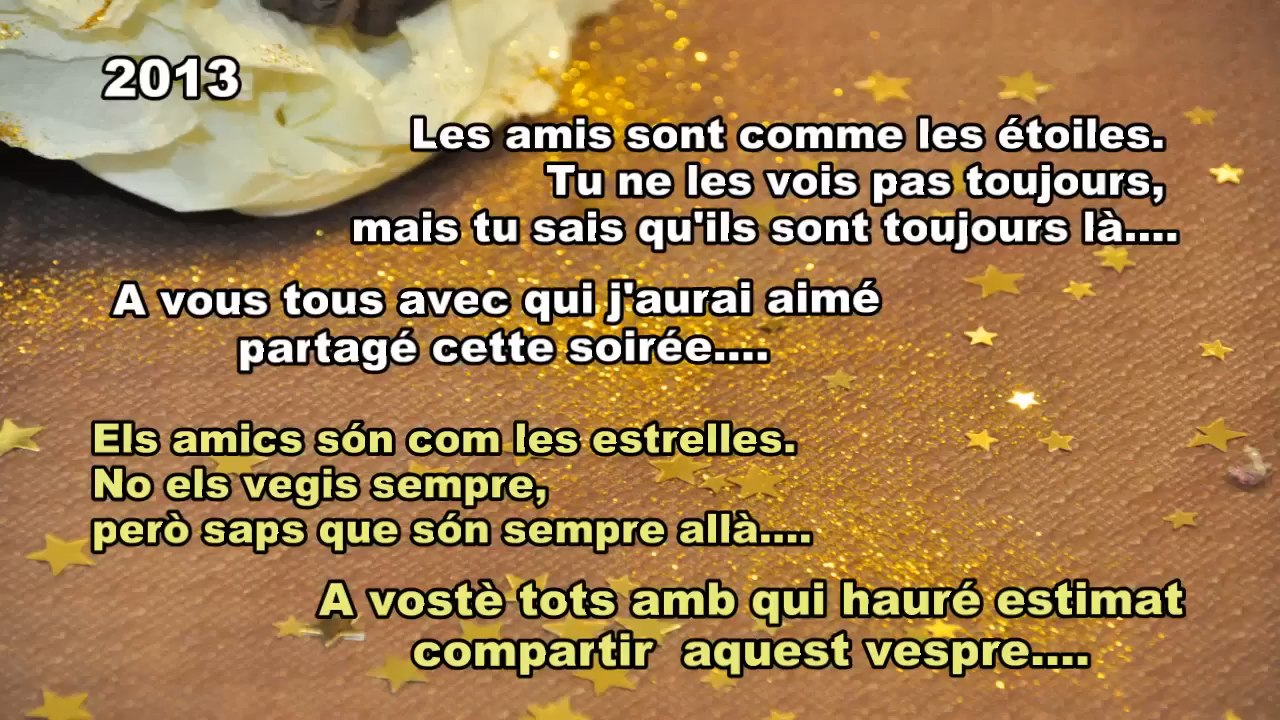 2013
Les amis sont comme les étoiles.
Tu ne les vois pas toujours,
mais tu sais qu'ils sont toujours là....
A vous tous avec qui j'aurai aimé
partagé cette soirée....
Els amics són com les estrelles.
No els vegis sempre,
però saps que són sempre allà....
A vostè tots amb qui hauré estimat
compartir aquest vespre....